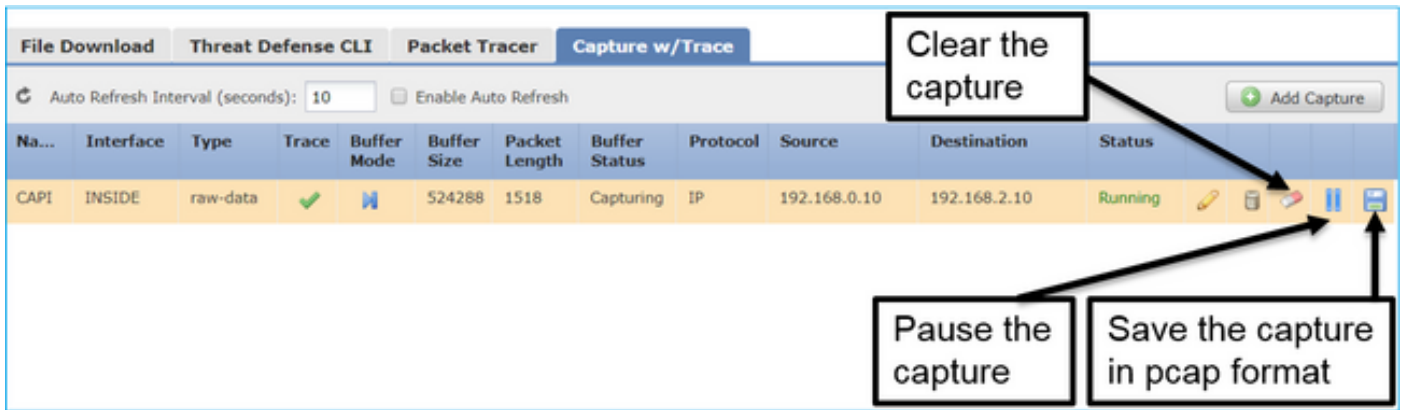 File Download Threat Defense CLI Packet Tracer Capture w/Trace
Clear the
capture
Auto Refresh Interval (seconds): 10 Enable Auto Refresh Add Capture
Na... Interface Type Trace Buffer Mode Buffer Size Packet Length Buffer Status Protocol Source Destination Status
CAPI INSIDE raw-data 524288 1518 Capturing IP 192.168.0.10 192.168.2.10 Running
Pause the
capture
Save the capture
in pcap format